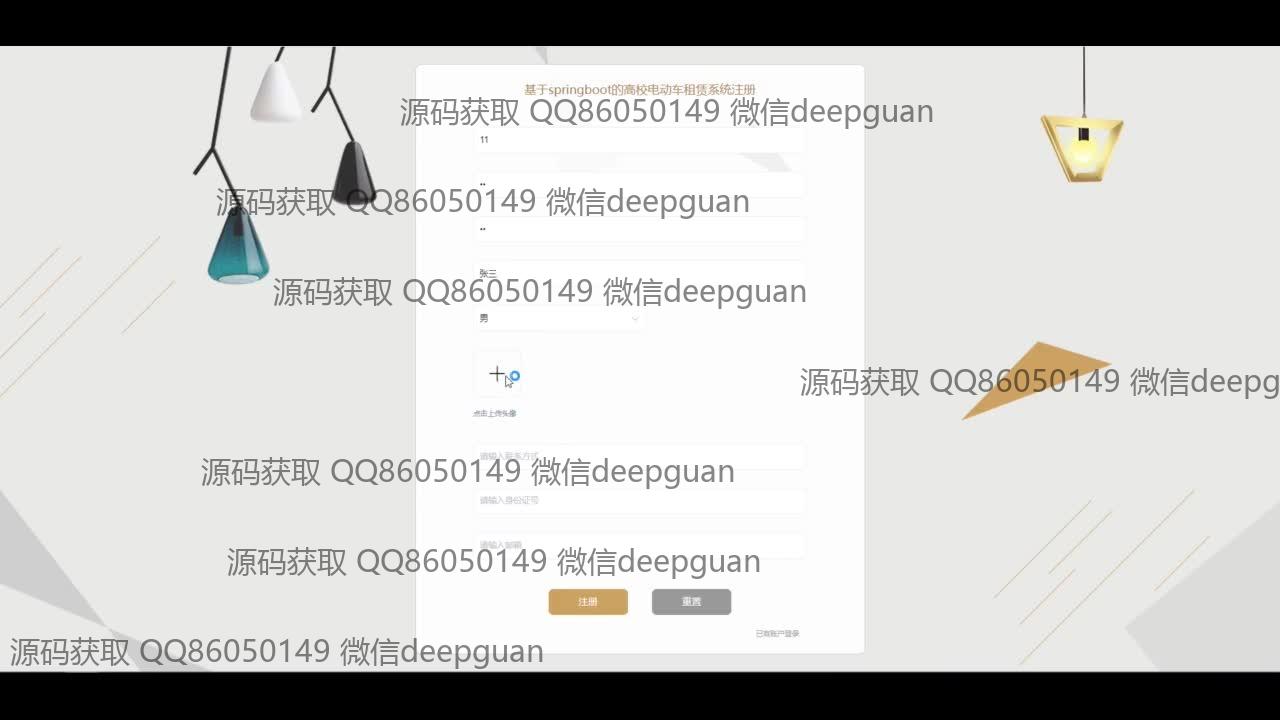 基于springboot的高校电动车租赁系统注册
源码获取 QQ86050149 微信deepguan
11
••
源码获取 QQ86050149 微信deepguan
••
张三
源码获取 QQ86050149 微信deepguan
男
源码获取 QQ86050149 微信deepg
点击上传头像
请输入联系方式
源码获取 QQ86050149 微信deepguan
请输入身份证号
请输入邮箱
源码获取 QQ86050149 微信deepguan
注册 重置
已有账户登录
源码获取 QQ86050149 微信deepguan